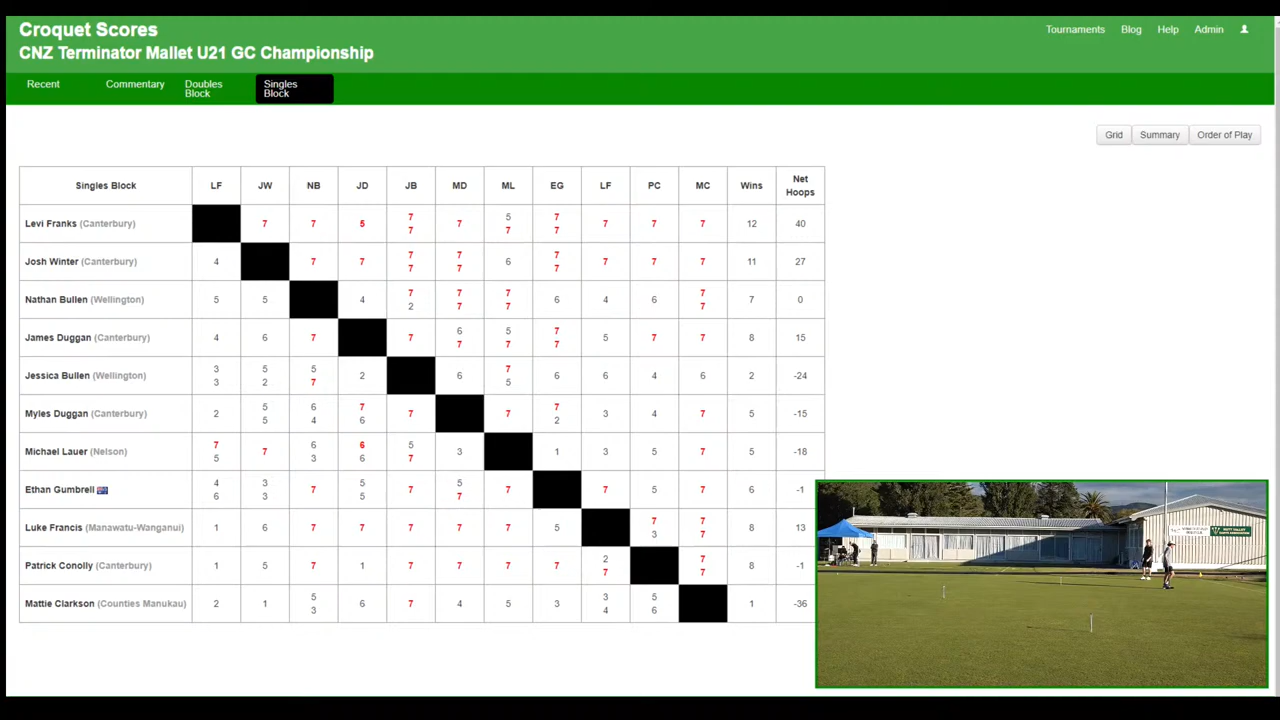 Croquet Scores
CNZ Terminator Mallet U21 GC Championship
Tournaments Blog Help Admin
Recent Commentary Doubles Block Singles Block
Grid Summary Order of Play
Singles Block LF JW NB JD JB MD ML EG LF PC MC Wins Net Hoops
Levi Franks (Canterbury) 7 7 5 7 7 7 5 7 7 7 7 7 7 12 40
Josh Winter (Canterbury) 4 7 7 7 7 7 7 6 7 7 7 7 7 11 27
Nathan Bullen (Wellington) 5 5 4 7 2 7 7 7 7 6 4 6 7 7 7 0
James Duggan (Canterbury) 4 6 7 7 6 7 5 7 7 7 5 7 7 8 15
Jessica Bullen (Wellington) 3 3 5 2 5 7 2 6 7 5 6 6 4 6 2 -24
Myles Duggan (Canterbury) 2 5 5 6 4 7 6 7 7 7 2 3 4 7 5 -15
Michael Lauer (Nelson) 7 5 7 6 3 6 6 5 7 3 1 3 5 7 5 -18
Ethan Gumbrell 4 6 3 3 7 5 5 7 5 7 7 7 5 7 6 -1
Luke Francis (Manawatu-Wanganui) 1 6 7 7 7 7 7 5 7 3 7 7 8 13
Patrick Conolly (Canterbury) 1 5 7 1 7 7 7 7 2 7 7 7 8 -1
Mattie Clarkson (Counties Manukau) 2 1 5 3 6 7 4 5 3 3 4 5 6 1 -36